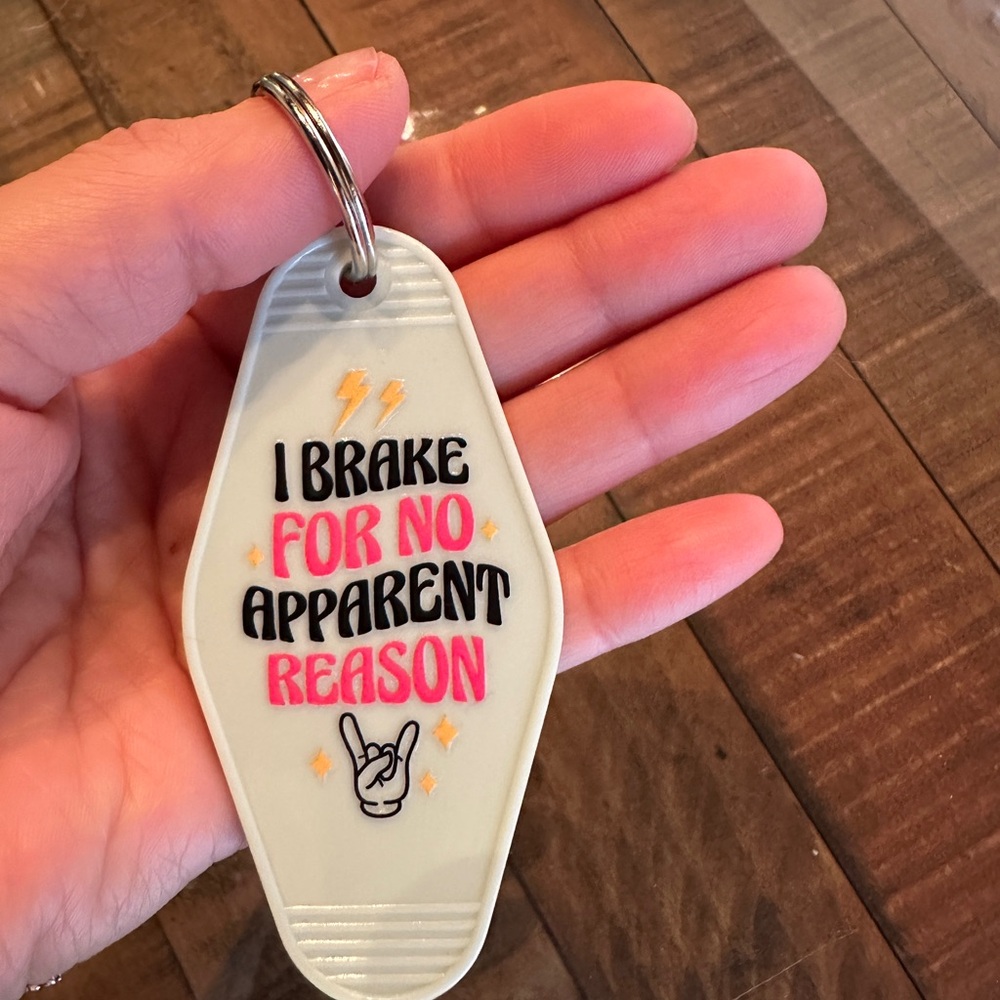 I BRAKE
FOR NO
APPARENT
REASON